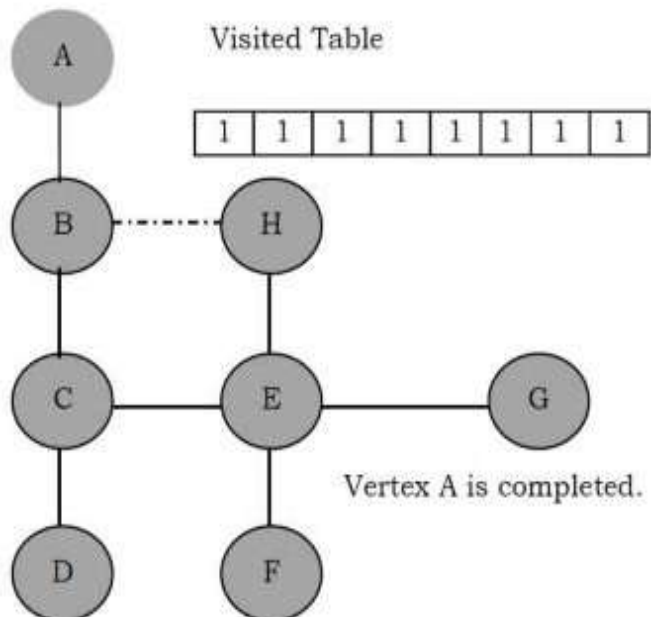 Visited Table
A
1 1 1 1 1 1 1 1
B H
C E G
Vertex A is completed.
D F